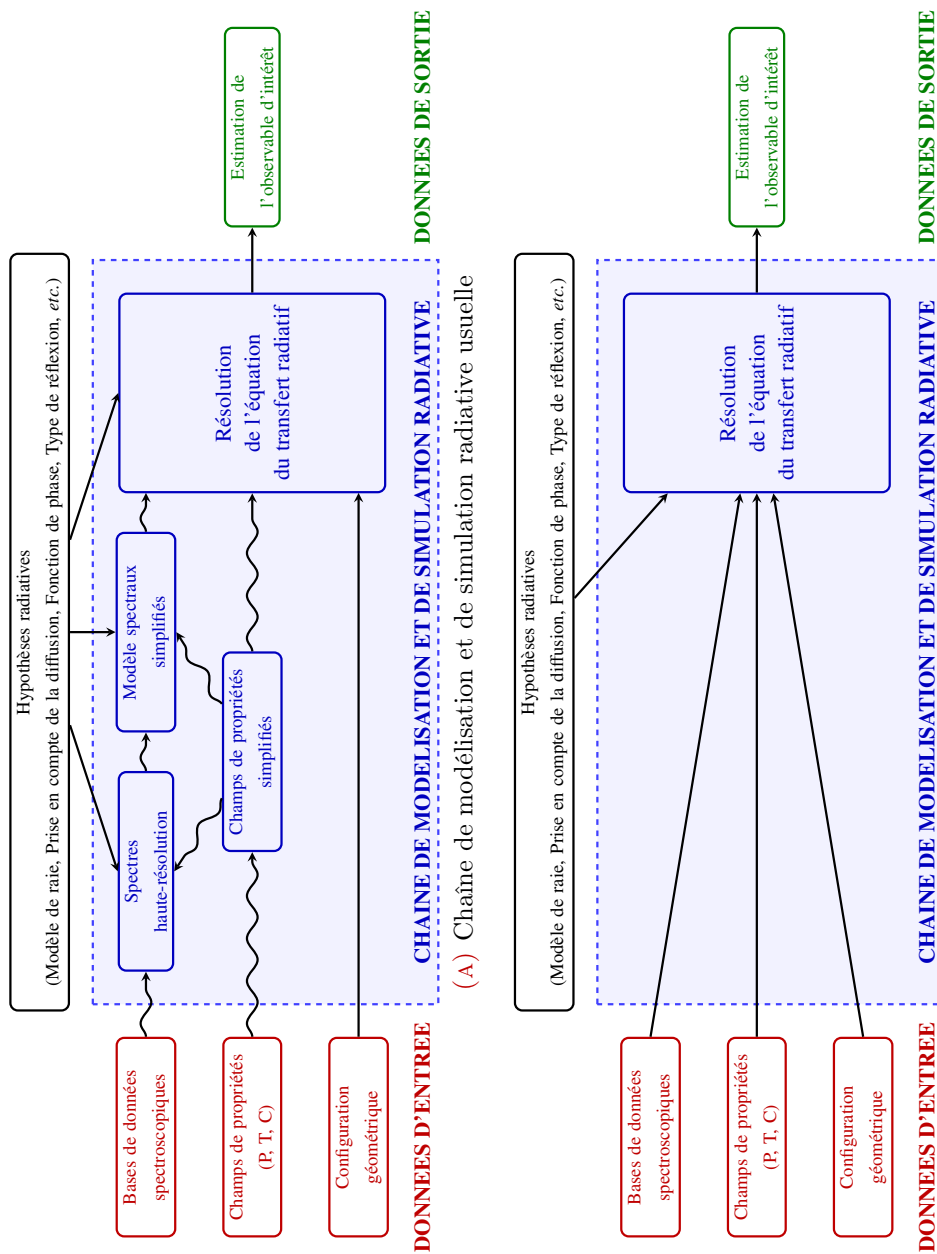 Hypothèses radiatives
(Modèle de raie, Prise en compte de la diffusion, Fonction de phase, Type de réflexion, etc.)
Bases de données
spectroscopiques
Champs de propriétés
(P, T, C)
Configuration
géométrique
DONNEES D'ENTREE
Spectres
haute-résolution
Modèle spectraux
simplifiés
Champs de propriétés
simplifiés
Résolution
de l'équation
du transfert radiatif
CHAINE DE MODELISATION ET DE SIMULATION RADIATIVE
Estimation de
l'observable d'intérêt
DONNEES DE SORTIE
(A) Chaîne de modélisation et de simulation radiative usuelle
Hypothèses radiatives
(Modèle de raie, Prise en compte de la diffusion, Fonction de phase, Type de réflexion, etc.)
Bases de données
spectroscopiques
Champs de propriétés
(P, T, C)
Configuration
géométrique
DONNEES D'ENTREE
Résolution
de l'équation
du transfert radiatif
CHAINE DE MODELISATION ET DE SIMULATION RADIATIVE
Estimation de
l'observable d'intérêt
DONNEES DE SORTIE